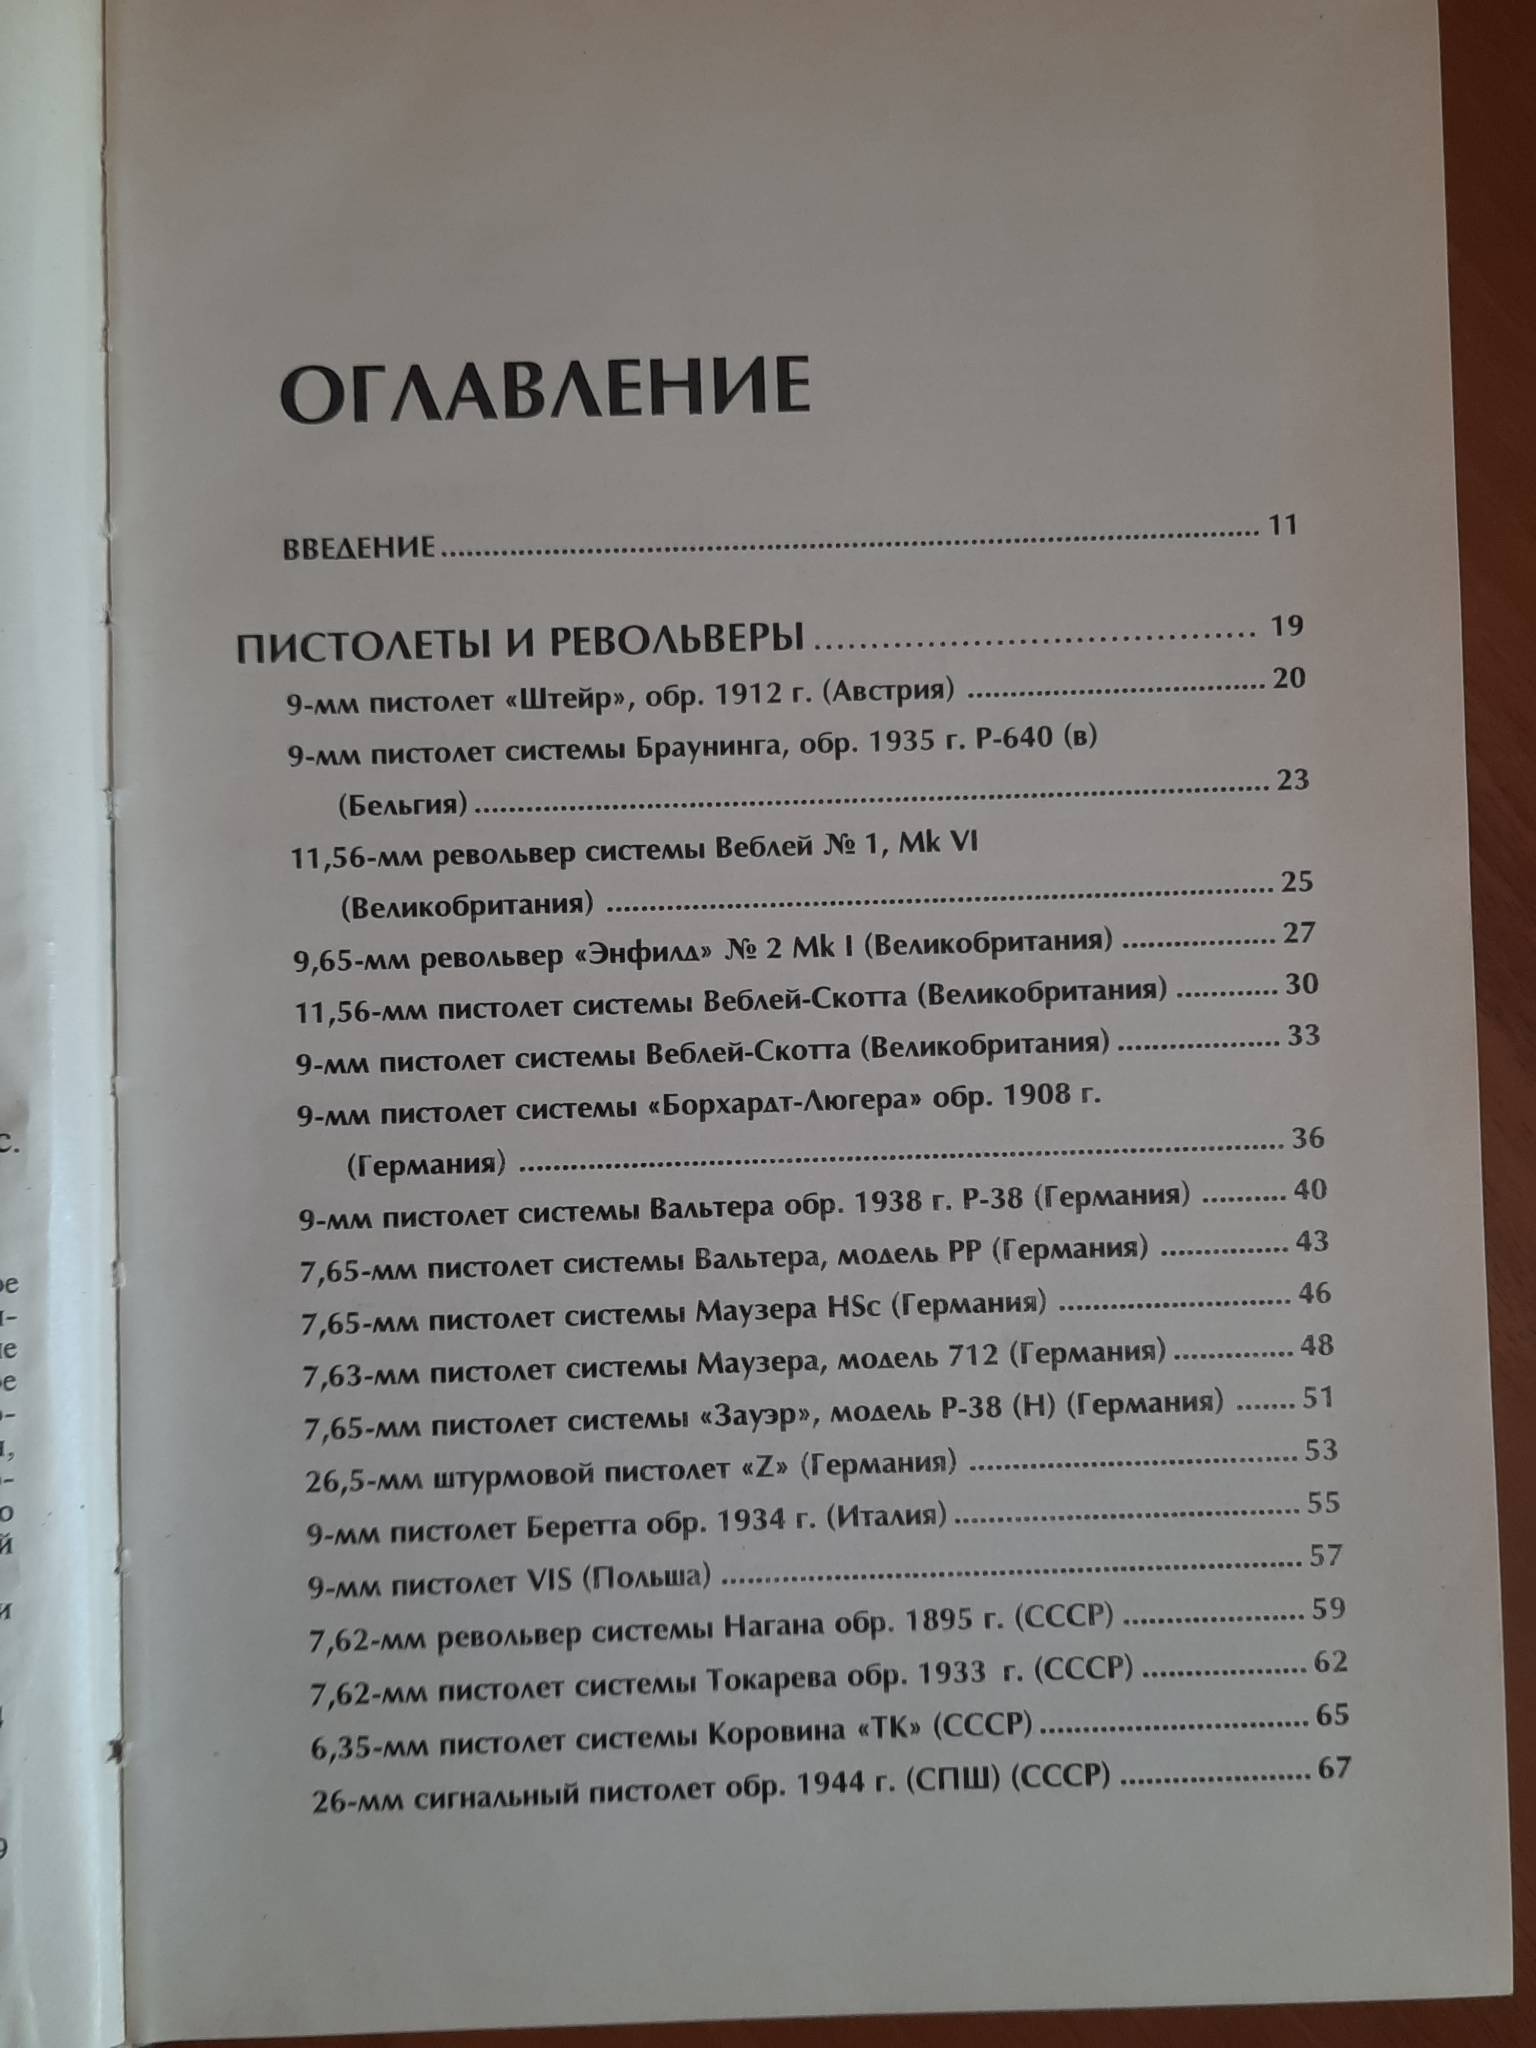 ОГЛАВЛЕНИЕ
ВВЕДЕНИЕ 11
ПИСТОЛЕТЫ И РЕВОЛЬВЕРЫ 19
9-мм пистолет «Штейр», обр. 1912 г. (Австрия) 20
9-мм пистолет системы Браунинга, обр. 1935 г. Р-640 (в)
(Бельгия) 23
11,56-мм револьвер системы Веблей № 1, Mk VI
(Великобритания) 25
9,65-мм револьвер «Энфилд» № 2 Mk I (Великобритания) 27
11,56-мм пистолет системы Веблей-Скотта (Великобритания) 30
9-мм пистолет системы Веблей-Скотта (Великобритания) 33
9-мм пистолет системы «Борхардт-Люгера» обр. 1908 г.
(Германия) 36
9-мм пистолет системы Вальтера обр. 1938 г. Р-38 (Германия) 40
7,65-мм пистолет системы Вальтера, модель РР (Германия) 43
7,65-мм пистолет системы Маузера HSc (Германия) 46
7,63-мм пистолет системы Маузера, модель 712 (Германия) 48
7,65-мм пистолет системы «Зауэр», модель Р-38 (Н) (Германия) 51
26,5-мм штурмовой пистолет «Z» (Германия) 53
9-мм пистолет Беретта обр. 1934 г. (Италия) 55
9-мм пистолет VIS (Польша) 57
7,62-мм револьвер системы Нагана обр. 1895 г. (СССР) 59
7,62-мм пистолет системы Токарева обр. 1933 г. (СССР) 62
6,35-мм пистолет системы Коровина «ТК» (СССР) 65
26-мм сигнальный пистолет обр. 1944 г. (СПШ) (СССР) 67